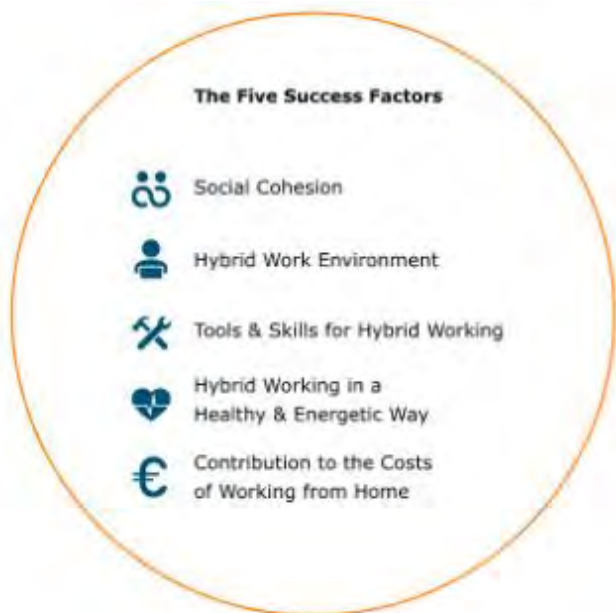 The Five Success Factors
Social Cohesion
Hybrid Work Environment
Tools & Skills for Hybrid Working
Hybrid Working in a
Healthy & Energetic Way
Contribution to the Costs
of Working from Home